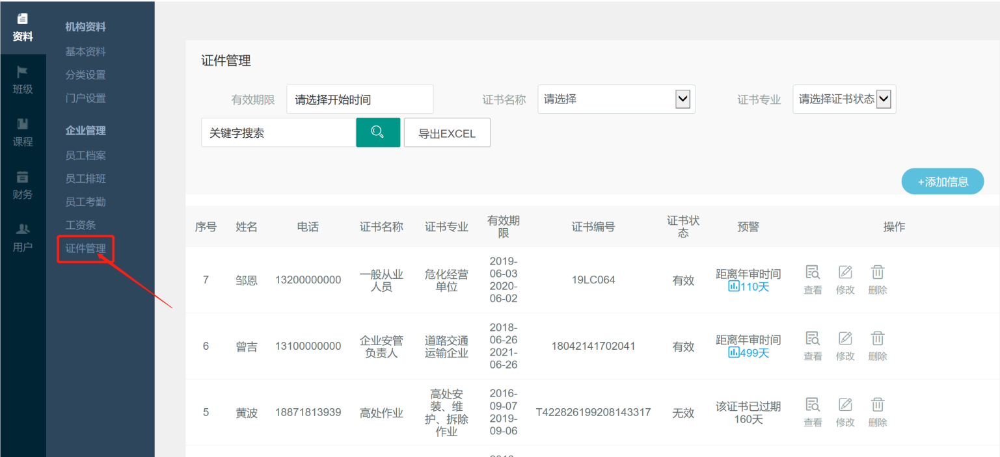 资料
班级
课程
财务
用户
机构资料
基本资料
分类设置
门户设置
企业管理
员工档案
员工排班
员工考勤
工资条
证件管理
证件管理
有效期限 请选择开始时间 证书名称 请选择 证书专业 请选择证书状态
关键字搜索 导出EXCEL
+添加信息
序号 姓名 电话 证书名称 证书专业 有效期限 证书编号 证书状态 预警 操作
7 邹恩 13200000000 一般从业人员 危化经营单位 2019-06-03 2020-06-02 19LC064 有效 距离年审时间 110天 查看 修改 删除
6 曾吉 13100000000 企业安管负责人 道路交通运输企业 2018-06-26 2021-06-26 18042141702041 有效 距离年审时间 499天 查看 修改 删除
5 黄波 18871813939 高处作业 高处安装、维护、拆除作业 2016-09-07 2019-09-06 T422826199208143317 无效 该证书已过期160天 查看 修改 删除